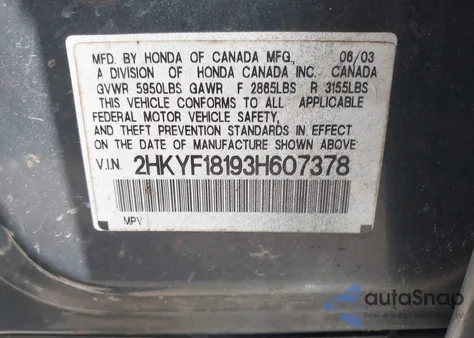 MFD. BY HONDA OF CANADA MFG., 06/03
A DIVISION OF HONDA CANADA INC. CANADA
GVWR 5950LBS GAWR F 2865LBS R 3155LBS
THIS VEHICLE CONFORMS TO ALL APPLICABLE
FEDERAL MOTOR VEHICLE SAFETY,
AND THEFT PREVENTION STANDARDS IN EFFECT
ON THE DATE OF MANUFACTURE SHOWN ABOVE
V.I.N. 2HKYF18193H607378
MPV
autoSnap